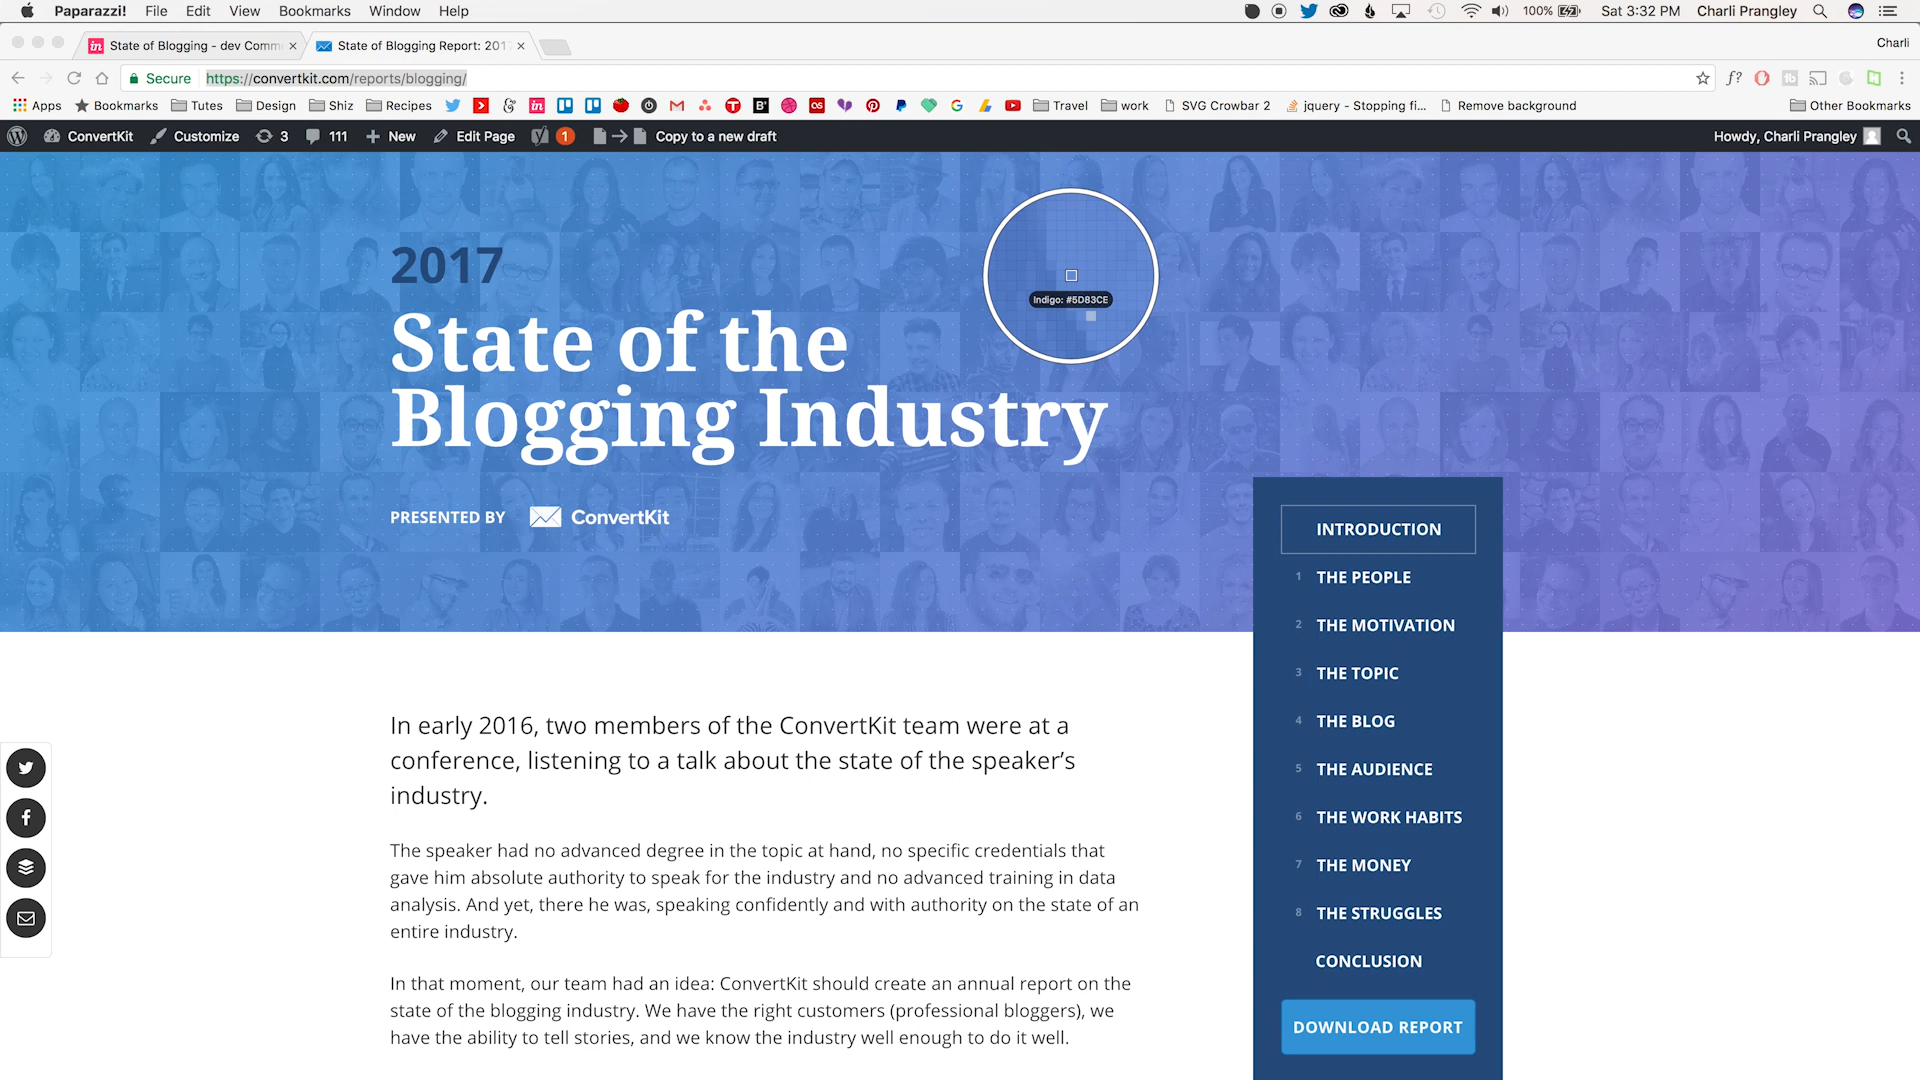 Paparazzi! File Edit View Bookmarks Window Help
100% Sat 3:32 PM Charli Prangley
State of Blogging - dev Comm
State of Blogging Report: 201
Charli
Secure https://convertkit.com/reports/blogging/
f?
Apps Bookmarks Tutes Design Shiz Recipes Travel work SVG Crowbar 2 jquery - Stopping fi... Remove background Other Bookmarks
ConvertKit Customize 3 111 New Edit Page 1 Copy to a new draft Howdy, Charli Prangley
2017
State of the
Blogging Industry
PRESENTED BY ConvertKit
Indigo: #5D83CE
INTRODUCTION
1 THE PEOPLE
2 THE MOTIVATION
3 THE TOPIC
4 THE BLOG
5 THE AUDIENCE
6 THE WORK HABITS
7 THE MONEY
8 THE STRUGGLES
CONCLUSION
DOWNLOAD REPORT
In early 2016, two members of the ConvertKit team were at a
conference, listening to a talk about the state of the speaker’s
industry.
The speaker had no advanced degree in the topic at hand, no specific credentials that
gave him absolute authority to speak for the industry and no advanced training in data
analysis. And yet, there he was, speaking confidently and with authority on the state of an
entire industry.
In that moment, our team had an idea: ConvertKit should create an annual report on the
state of the blogging industry. We have the right customers (professional bloggers), we
have the ability to tell stories, and we know the industry well enough to do it well.